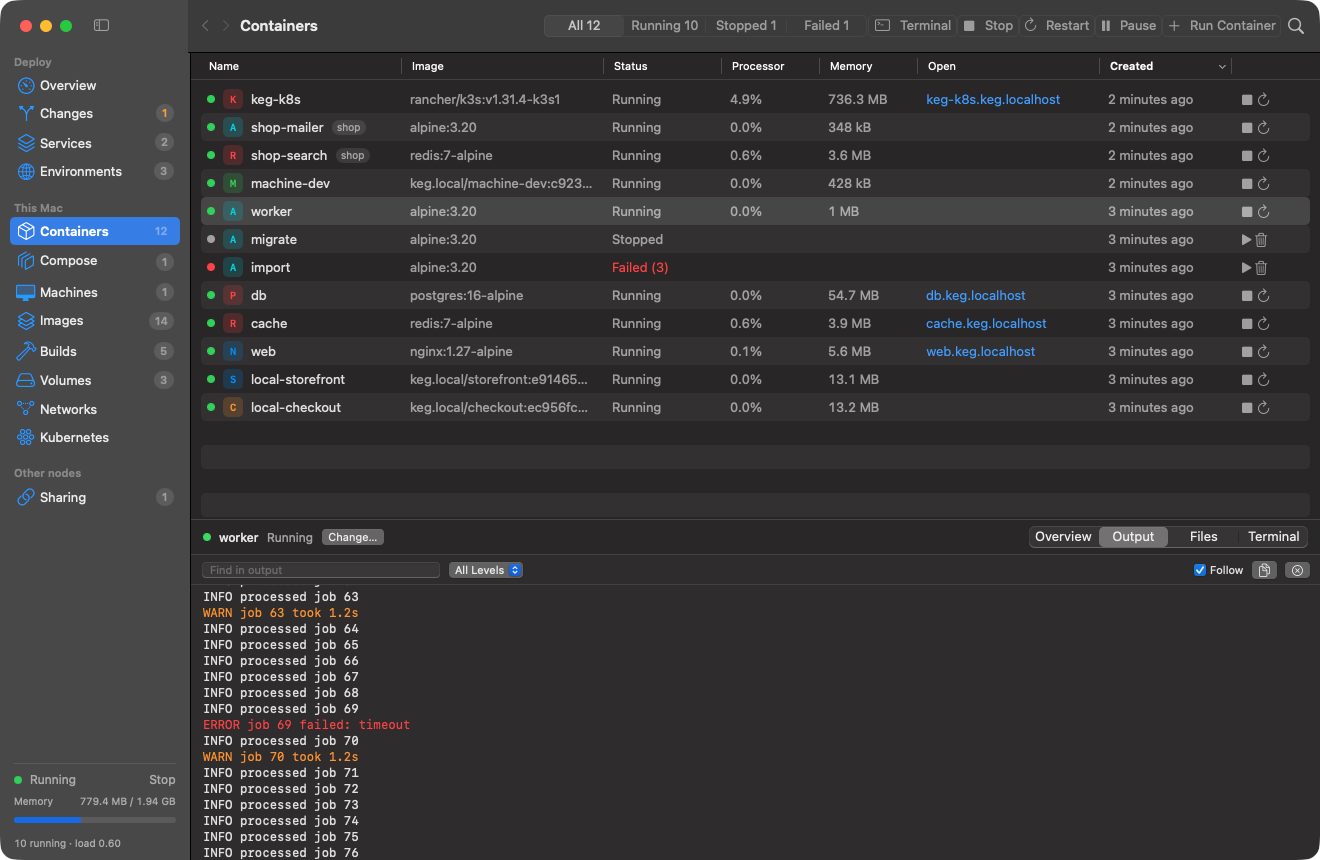 Containers
All 12 Running 10 Stopped 1 Failed 1 Terminal Stop Restart Pause Run Container
Deploy
Overview
Changes 1
Services 2
Environments 3
This Mac
Containers 12
Compose 1
Machines 1
Images 14
Builds 5
Volumes 3
Networks
Kubernetes
Other nodes
Sharing 1
Running Stop
Memory 779.4 MB / 1.94 GB
10 running · load 0.60
Name Image Status Processor Memory Open Created
K keg-k8s rancher/k3s:v1.31.4-k3s1 Running 4.9% 736.3 MB keg-k8s.keg.localhost 2 minutes ago
A shop-mailer shop alpine:3.20 Running 0.0% 348 kB 2 minutes ago
R shop-search shop redis:7-alpine Running 0.6% 3.6 MB 2 minutes ago
M machine-dev keg.local/machine-dev:c923... Running 0.0% 428 kB 2 minutes ago
A worker alpine:3.20 Running 0.0% 1 MB 3 minutes ago
A migrate alpine:3.20 Stopped 3 minutes ago
A import alpine:3.20 Failed (3) 3 minutes ago
P db postgres:16-alpine Running 0.0% 54.7 MB db.keg.localhost 3 minutes ago
R cache redis:7-alpine Running 0.6% 3.9 MB cache.keg.localhost 3 minutes ago
N web nginx:1.27-alpine Running 0.1% 5.6 MB web.keg.localhost 3 minutes ago
S local-storefront keg.local/storefront:e91465... Running 0.0% 13.1 MB 3 minutes ago
C local-checkout keg.local/checkout:ec956fc... Running 0.0% 13.2 MB 3 minutes ago
worker Running Change... Overview Output Files Terminal
Find in output All Levels Follow
INFO processed job 63
WARN job 63 took 1.2s
INFO processed job 64
INFO processed job 65
INFO processed job 66
INFO processed job 67
INFO processed job 68
INFO processed job 69
ERROR job 69 failed: timeout
INFO processed job 70
WARN job 70 took 1.2s
INFO processed job 71
INFO processed job 72
INFO processed job 73
INFO processed job 74
INFO processed job 75
INFO processed job 76